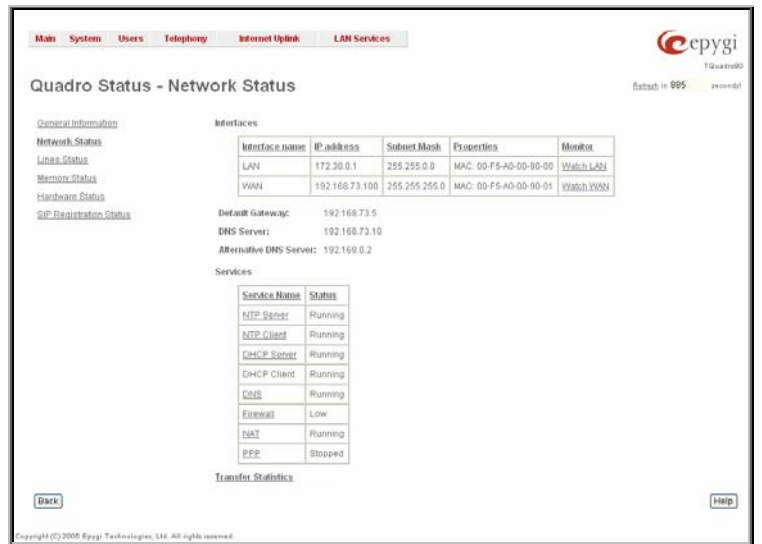 Main System Users Telephony Internet Uplink LAN Services
epygi
Quadro Status - Network Status
Refresh in 895 seconds!
General Information
Network Status
Lines Status
Memory Status
Hardware Status
SIP Registration Status
Interfaces
Interface name IP address Subnet Mask Properties Monitor
LAN 172.30.0.1 255.255.0.0 MAC: 00-F5-A0-00-90-00 Watch LAN
WAN 192.168.73.100 255.255.255.0 MAC: 00-F5-A0-00-90-01 Watch WAN
Default Gateway: 192.168.73.5
DNS Server: 192.168.73.10
Alternative DNS Server: 192.168.0.2
Services
Service Name Status
NTP Server Running
NTP Client Running
DHCP Server Running
DHCP Client Running
DNS Running
Firewall Low
NAT Running
PPP Stopped
Transfer Statistics
Back Help
Copyright (C) Epygi Technologies, Ltd. All rights reserved.